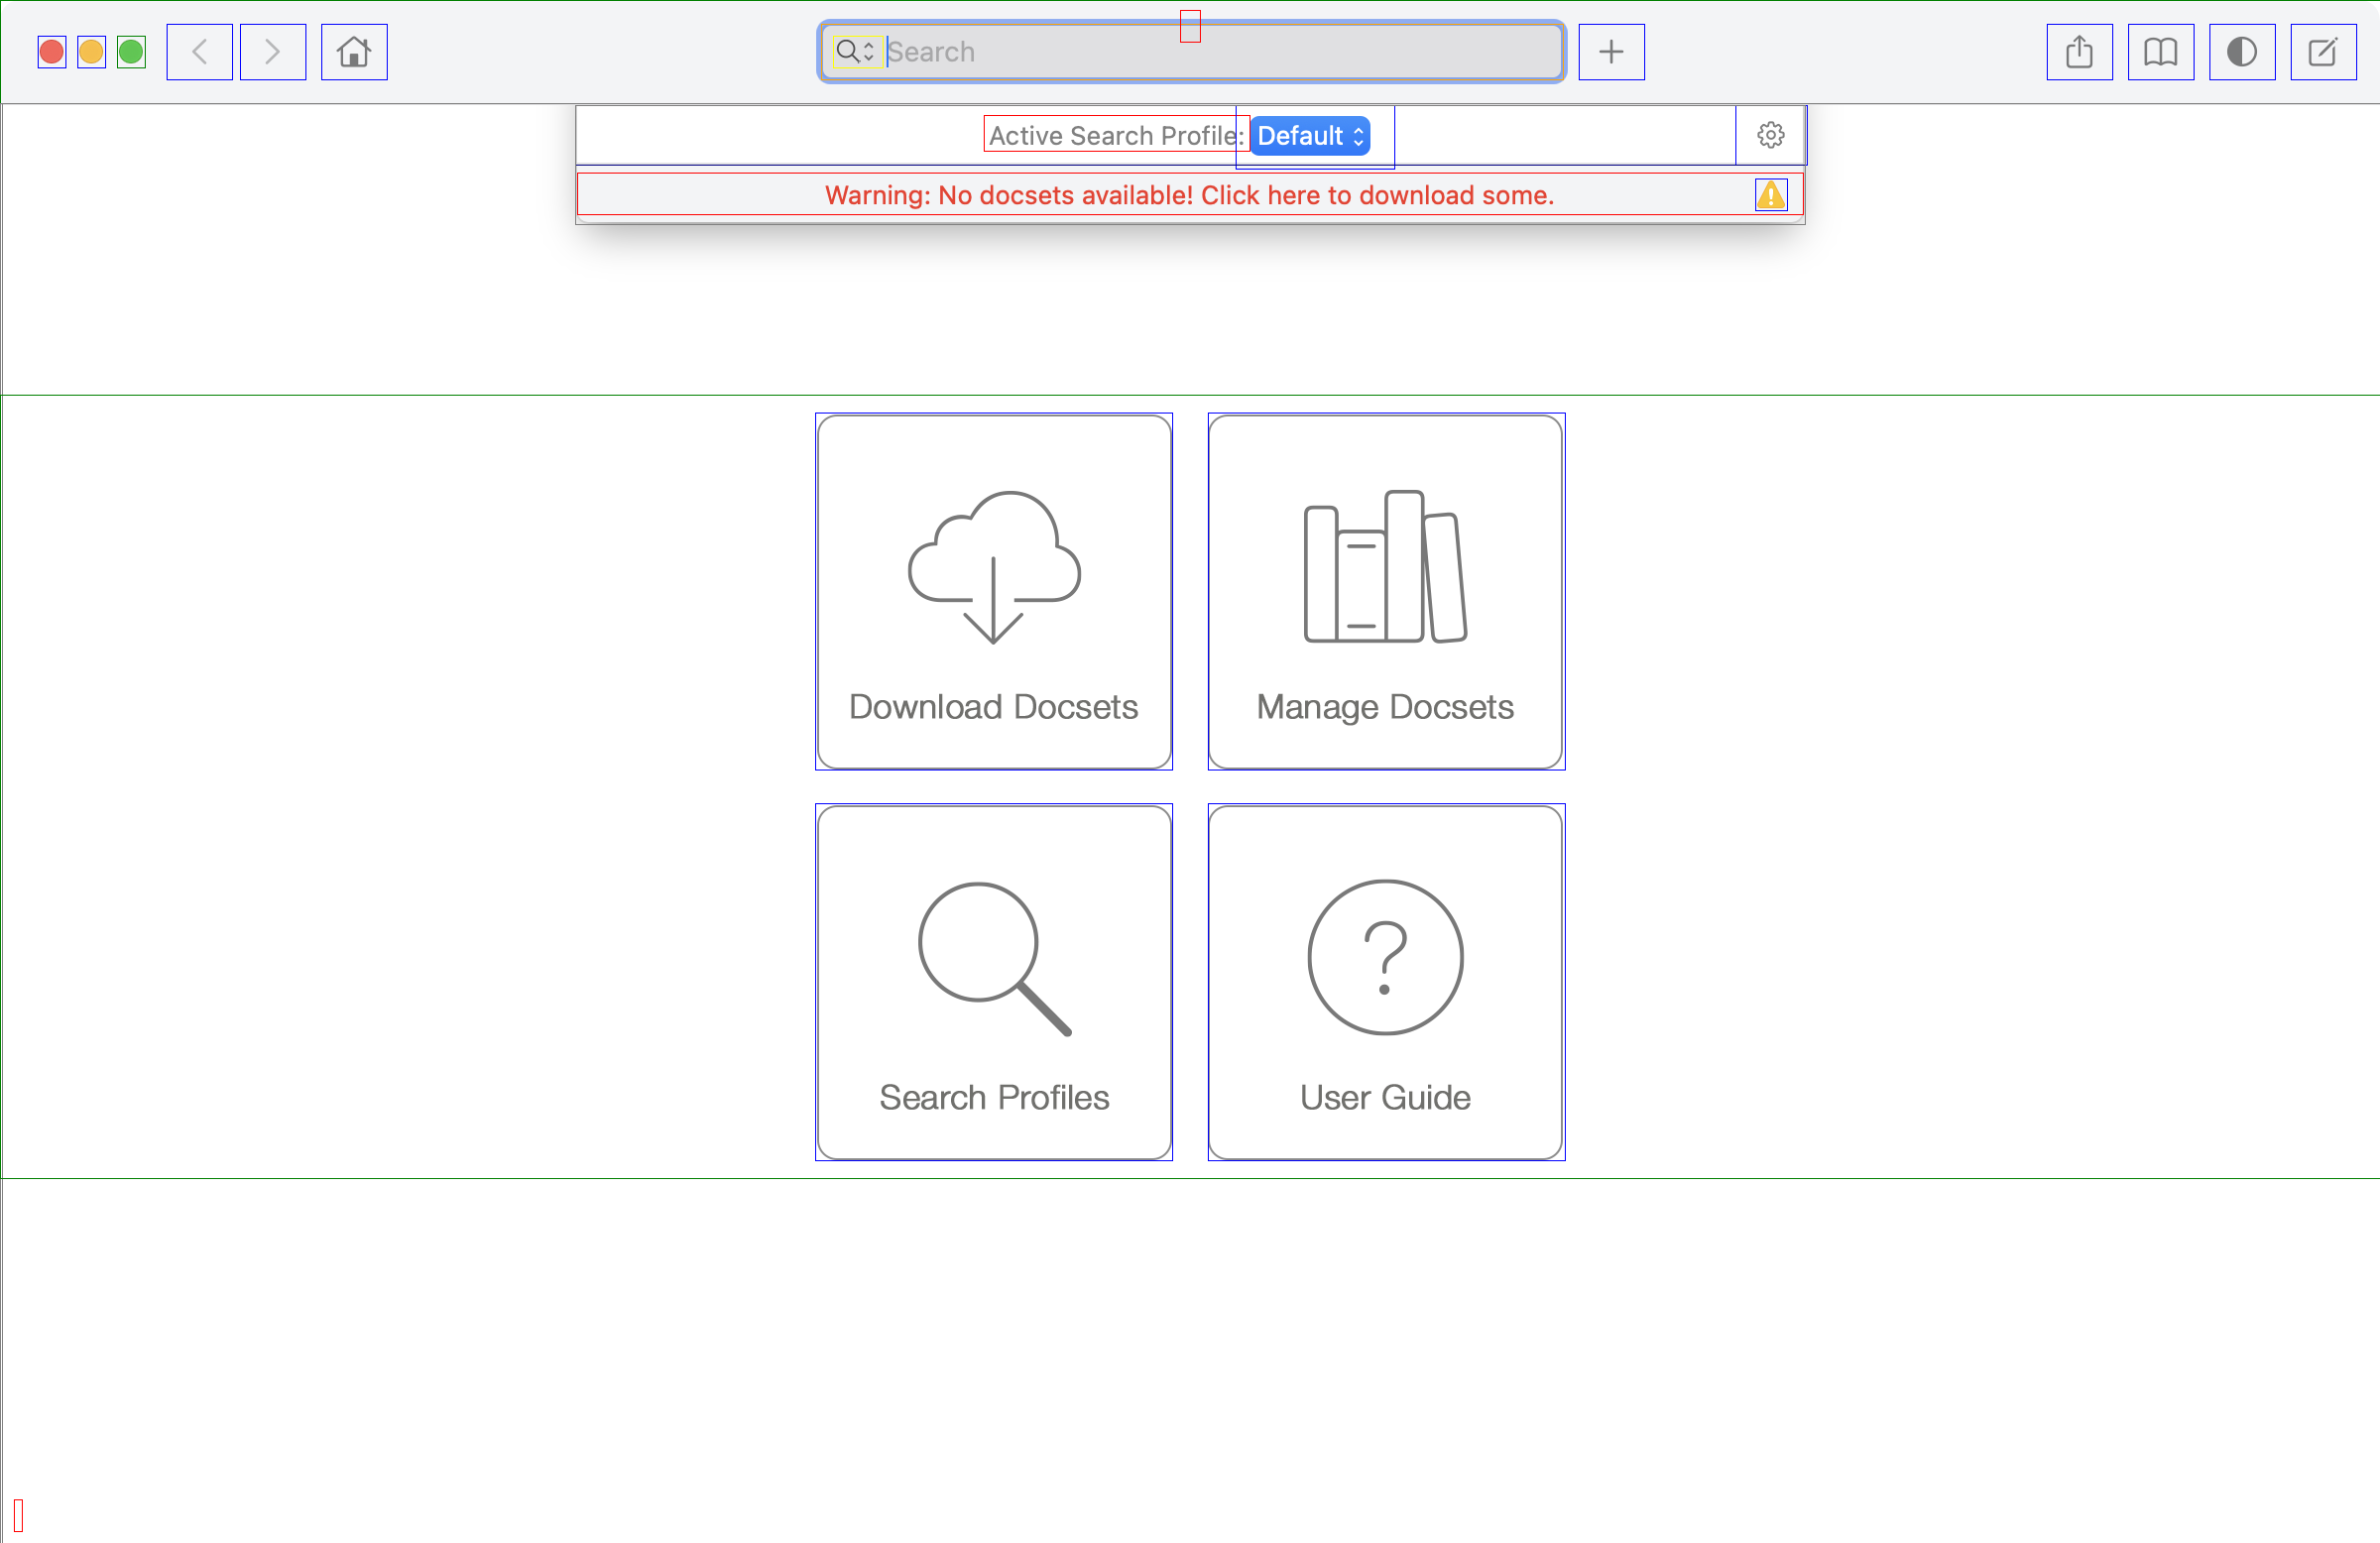 Search
Active Search Profile: Default
Warning: No docsets available! Click here to download some.
Download Docsets
Manage Docsets
Search Profiles
User Guide